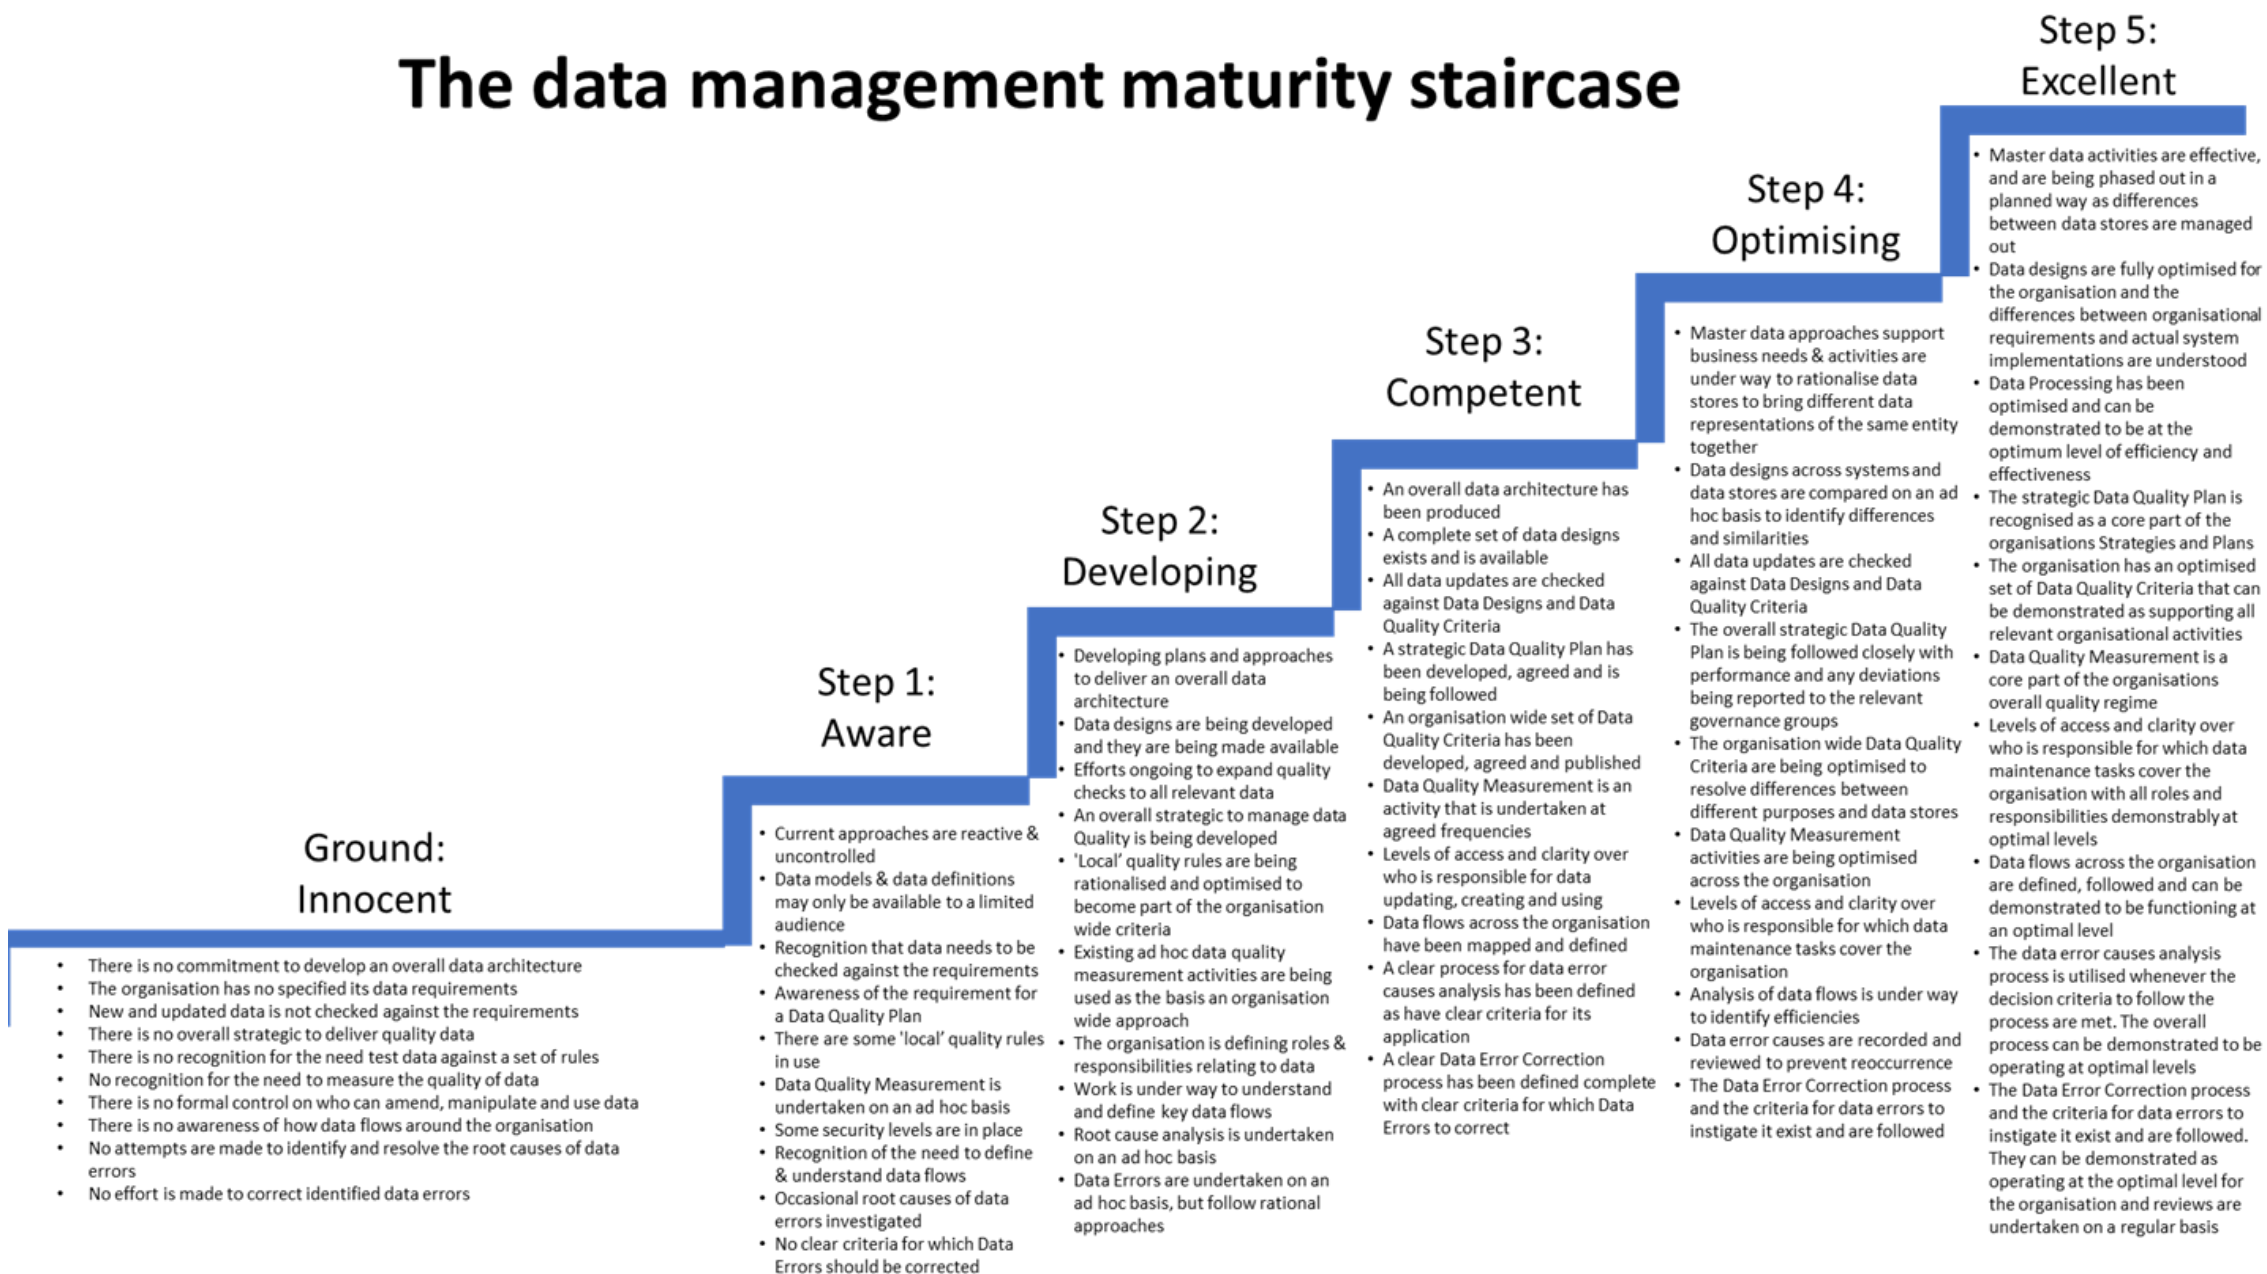 The data management maturity staircase
Ground:
Innocent
• There is no commitment to develop an overall data architecture
• The organisation has no specified its data requirements
• New and updated data is not checked against the requirements
• There is no overall strategic to deliver quality data
• There is no recognition for the need test data against a set of rules
• No recognition for the need to measure the quality of data
• There is no formal control on who can amend, manipulate and use data
• There is no awareness of how data flows around the organisation
• No attempts are made to identify and resolve the root causes of data
errors
• No effort is made to correct identified data errors
Step 1:
Aware
• Current approaches are reactive &
uncontrolled
• Data models & data definitions
may only be available to a limited
audience
• Recognition that data needs to be
checked against the requirements
• Awareness of the requirement for
a Data Quality Plan
• There are some 'local' quality rules
in use
• Data Quality Measurement is
undertaken on an ad hoc basis
• Some security levels are in place
• Recognition of the need to define
& understand data flows
• Occasional root causes of data
errors investigated
• No clear criteria for which Data
Errors should be corrected
Step 2:
Developing
• Developing plans and approaches
to deliver an overall data
architecture
• Data designs are being developed
and they are being made available
• Efforts ongoing to expand quality
checks to all relevant data
• An overall strategic to manage data
Quality is being developed
• 'Local' quality rules are being
rationalised and optimised to
become part of the organisation
wide criteria
• Existing ad hoc data quality
measurement activities are being
used as the basis an organisation
wide approach
• The organisation is defining roles &
responsibilities relating to data
• Work is under way to understand
and define key data flows
• Root cause analysis is undertaken
on an ad hoc basis
• Data Errors are undertaken on an
ad hoc basis, but follow rational
approaches
Step 3:
Competent
• An overall data architecture has
been produced
• A complete set of data designs
exists and is available
• All data updates are checked
against Data Designs and Data
Quality Criteria
• A strategic Data Quality Plan has
been developed, agreed and is
being followed
• An organisation wide set of Data
Quality Criteria has been
developed, agreed and published
• Data Quality Measurement is an
activity that is undertaken at
agreed frequencies
• Levels of access and clarity over
who is responsible for data
updating, creating and using
• Data flows across the organisation
have been mapped and defined
• A clear process for data error
causes analysis has been defined
as have clear criteria for its
application
• A clear Data Error Correction
process has been defined complete
with clear criteria for which Data
Errors to correct
Step 4:
Optimising
• Master data approaches support
business needs & activities are
under way to rationalise data
stores to bring different data
representations of the same entity
together
• Data designs across systems and
data stores are compared on an ad
hoc basis to identify differences
and similarities
• All data updates are checked
against Data Designs and Data
Quality Criteria
• The overall strategic Data Quality
Plan is being followed closely with
performance and any deviations
being reported to the relevant
governance groups
• The organisation wide Data Quality
Criteria are being optimised to
resolve differences between
different purposes and data stores
• Data Quality Measurement
activities are being optimised
across the organisation
• Levels of access and clarity over
who is responsible for which data
maintenance tasks cover the
organisation
• Analysis of data flows is under way
to identify efficiencies
• Data error causes are recorded and
reviewed to prevent reoccurrence
• The Data Error Correction process
and the criteria for data errors to
instigate it exist and are followed
Step 5:
Excellent
• Master data activities are effective,
and are being phased out in a
planned way as differences
between data stores are managed
out
• Data designs are fully optimised for
the organisation and the
differences between organisational
requirements and actual system
implementations are understood
• Data Processing has been
optimised and can be
demonstrated to be at the
optimum level of efficiency and
effectiveness
• The strategic Data Quality Plan is
recognised as a core part of the
organisations Strategies and Plans
• The organisation has an optimised
set of Data Quality Criteria that can
be demonstrated as supporting all
relevant organisational activities
• Data Quality Measurement is a
core part of the organisations
overall quality regime
• Levels of access and clarity over
who is responsible for which data
maintenance tasks cover the
organisation with all roles and
responsibilities demonstrably at
optimal levels
• Data flows across the organisation
are defined, followed and can be
demonstrated to be functioning at
an optimal level
• The data error causes analysis
process is utilised whenever the
decision criteria to follow the
process are met. The overall
process can be demonstrated to be
operating at optimal levels
• The Data Error Correction process
and the criteria for data errors to
instigate it exist and are followed.
They can be demonstrated as
operating at the optimal level for
the organisation and reviews are
undertaken on a regular basis